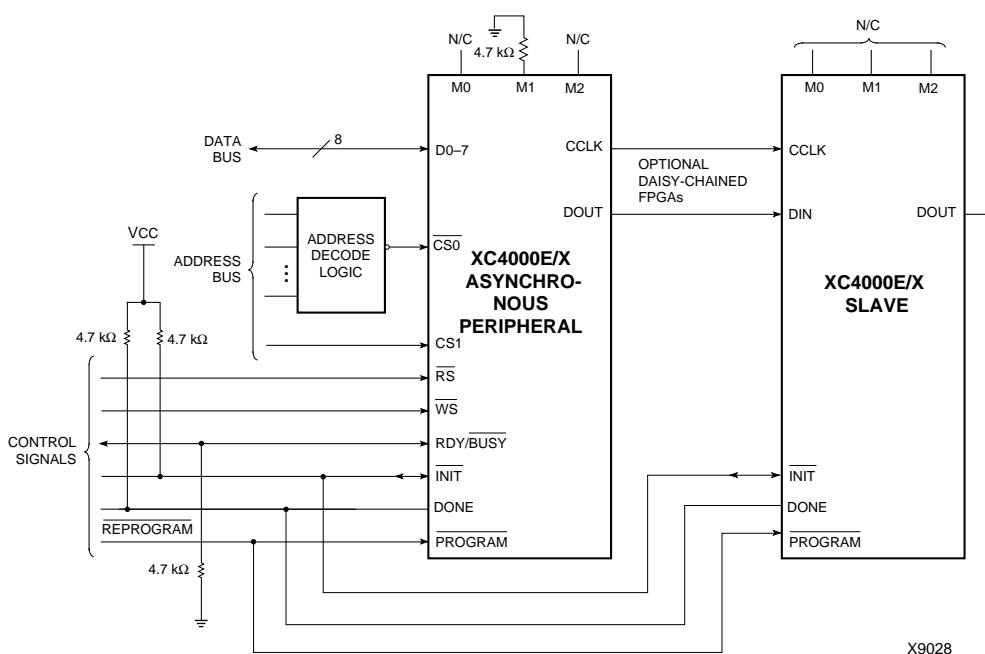 N/C
4.7 kΩ
N/C
N/C
M0
M1
M2
M0
M1
M2
DATA
BUS
8
D0–7
CCLK
OPTIONAL
DAISY-CHAINED
FPGAs
CCLK
DOUT
DIN
DOUT
VCC
ADDRESS
BUS
ADDRESS
DECODE
LOGIC
CS0
XC4000E/X
ASYNCHRO-
NOUS
PERIPHERAL
XC4000E/X
SLAVE
4.7 kΩ
4.7 kΩ
CS1
RS
WS
CONTROL
SIGNALS
RDY/BUSY
INIT
INIT
DONE
DONE
REPROGRAM
PROGRAM
PROGRAM
4.7 kΩ
X9028